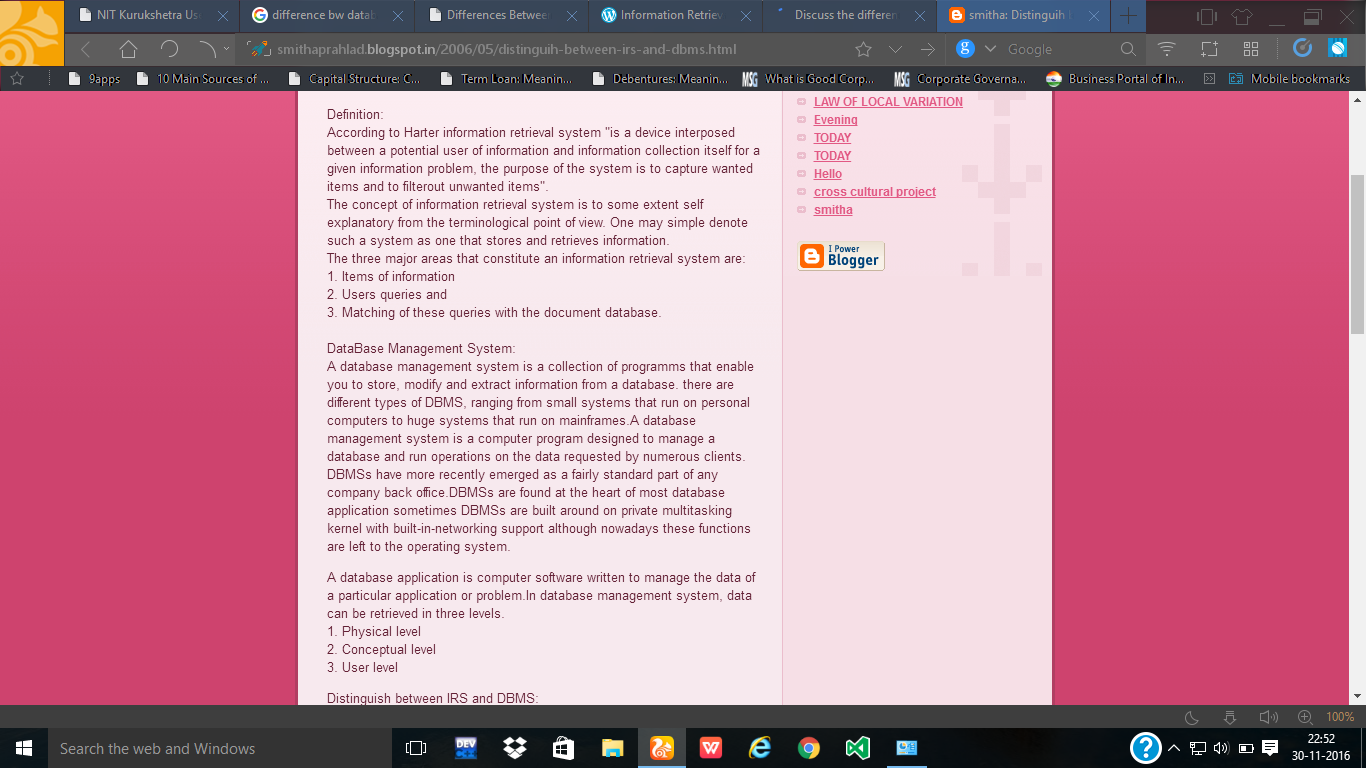 NIT Kurukshetra Us
difference bw datab
Differences Betwee
Information Retriev
Discuss the differen
smitha: Distinguih
smithaprahlad.blogspot.in/2006/05/distinguih-between-irs-and-dbms.html
g
Google
9apps
10 Main Sources of ...
Capital Structure: C...
Term Loan: Meanin...
Debentures: Meanin...
MSG
What is Good Corp...
MSG
Corporate Governa...
Business Portal of In...
Mobile bookmarks
Definition:
According to Harter information retrieval system "is a device interposed
between a potential user of information and information collection itself for a
given information problem, the purpose of the system is to capture wanted
items and to filterout unwanted items".
The concept of information retrieval system is to some extent self
explanatory from the terminological point of view. One may simple denote
such a system as one that stores and retrieves information.
The three major areas that constitute an information retrieval system are:
1. Items of information
2. Users queries and
3. Matching of these queries with the document database.
DataBase Management System:
A database management system is a collection of programms that enable
you to store, modify and extract information from a database. there are
different types of DBMS, ranging from small systems that run on personal
computers to huge systems that run on mainframes.A database
management system is a computer program designed to manage a
database and run operations on the data requested by numerous clients.
DBMSs have more recently emerged as a fairly standard part of any
company back office.DBMSs are found at the heart of most database
application sometimes DBMSs are built around on private multitasking
kernel with built-in-networking support although nowadays these functions
are left to the operating system.
A database application is computer software written to manage the data of
a particular application or problem.In database management system, data
can be retrieved in three levels.
1. Physical level
2. Conceptual level
3. User level
Distinguish between IRS and DBMS:
LAW OF LOCAL VARIATION
Evening
TODAY
TODAY
Hello
cross cultural project
smitha
I Power
Blogger
100%
Search the web and Windows
DEV
W
22:52
30-11-2016